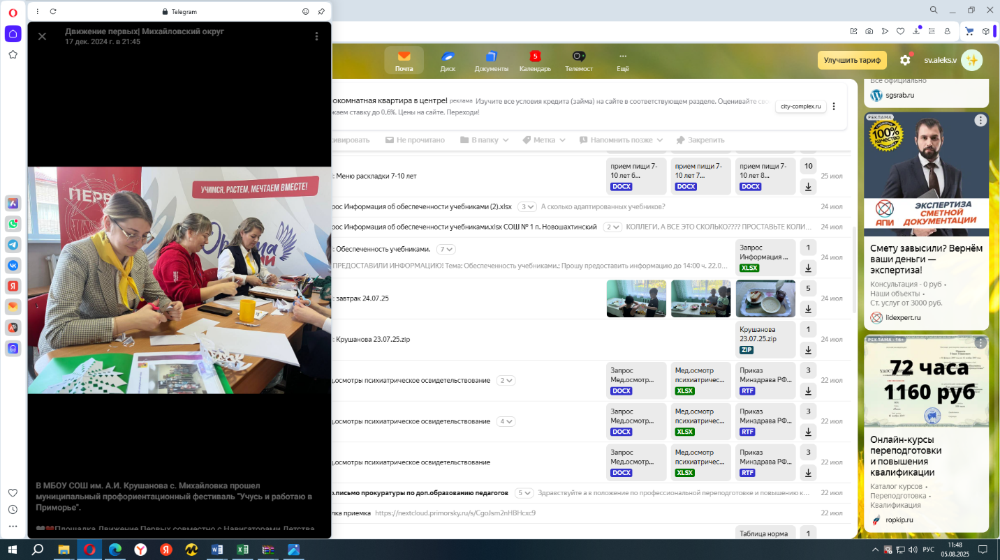 Telegram
Движение первых| Михайловский округ
17 дек. 2024 г. в 21:45
ПЕРВ
УЧИМСЯ, РАСТЕМ, МЕЧТАЕМ ВМЕСТЕ!
В МБОУ СОШ им. А.И. Крушанова с. Михайловка прошел
муниципальный профориентационный фестиваль "Учусь и работаю в
Приморье".
Площадка Движение Первых совместно с Навигаторами Детства
Почта
Диск
Документы
5
Календарь
Телемост
Ещё
Улучшить тариф
sv.aleks.v
окомнатная квартира в центре! реклама Изучите все условия кредита (займа) на сайте в соответствующем разделе. Оценивайте сво
жаем ставку до 0,6%. Цены на сайте. Переходи!
city-complex.ru
ивировать Не прочитано В папку Метка Напомнить позже Закрепить
: Меню раскладки 7-10 лет
прием пищи 7-
10 лет 6...
DOCX
прием пищи 7-
10 лет 7...
DOCX
прием пищи 7-
10 лет 8...
DOCX
10
25 июл
рос Информация об обеспеченности учебниками (2).xlsx 3 А сколько адаптированных учебников? 24 июл
рос Информация об обеспеченности учебниками.xlsx СОШ № 1 п. Новошахтинский 2 КОЛЛЕГИ, А ВСЕ ЭТО СКОЛЬКО???? ПРОСТАВЬТЕ КОЛИ... 24 июл
: Обеспеченность учебниками. 7
ПРЕДОСТАВИЛИ ИНФОРМАЦИЮ! Тема: Обеспеченность учебниками.; Прошу предоставить информацию до 14:00 ч. 22.0...
Запрос
Информация ...
XLSX
1
24 июл
: завтрак 24.07.25
5
24 июл
: Крушанова 23.07.25.zip
Крушанова
23.07.25.zip
ZIP
1
24 июл
д.осмотры психиатрическое освидетельствование 2
Запрос
Мед.осмотр...
DOCX
Мед.осмотр
психиатричес...
XLSX
Приказ
Минздрава РФ...
RTF
3
22 июл
д.осмотры психиатрическое освидетельствование 4
Запрос
Мед.осмотр...
DOCX
Мед.осмотр
психиатричес...
XLSX
Приказ
Минздрава РФ...
RTF
3
22 июл
д.осмотры психиатрическое освидетельствование
Запрос
Мед.осмотр...
DOCX
Мед.осмотр
психиатричес...
XLSX
Приказ
Минздрава РФ...
RTF
3
22 июл
о.письмо прокуратуры по доп.образованию педагогов 5 Здравствуйте а в положение по профессиональной переподготовке и повышению к... 22 июл
лка приемка https://nextcloud.primorsky.ru/s/CgoJsm2nHBHcxc9 22 июл
Таблица норма
1
Все официально
sgsrab.ru
РЕКЛАМА
100%
КАЧЕСТВО
АПИ
ЭКСПЕРТИЗА
СМЕТНОЙ
ДОКУМЕНТАЦИИ
Смету завысили? Вернём
ваши деньги —
экспертиза!
Консультация - 0 руб •
Наши объекты •
Ст. услуг от 3000 руб.
lidexpert.ru
РЕКЛАМА • 16+
72 часа
1160 руб
Онлайн-курсы
переподготовки
и повышения
квалификации
Каталог курсов •
Переподготовка •
Квалификация
ropkip.ru
РУС
11:48
05.08.2025